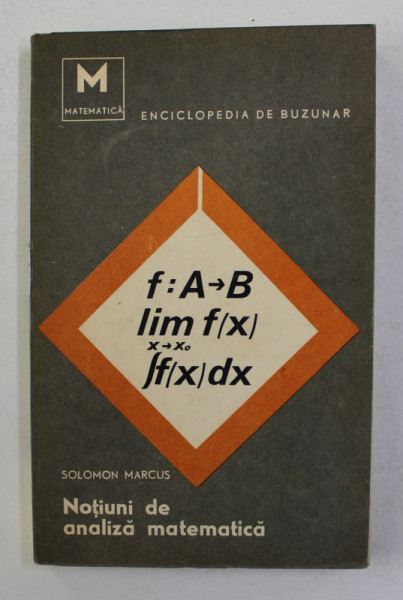 M
MATEMATICĂ
ENCICLOPEDIA DE BUZUNAR
f : A → B
lim f(x)
x → x₀
∫f(x)dx
SOLOMON MARCUS
Noțiuni de
analiză matematică